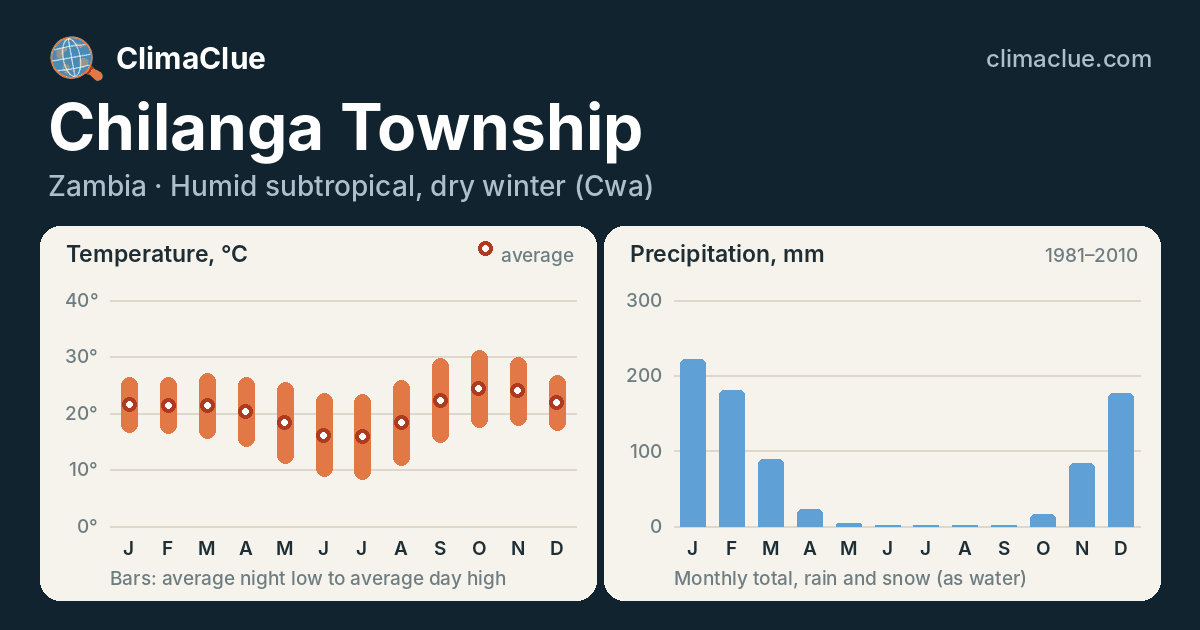 ClimaClue
climaclue.com
Chilanga Township
Zambia · Humid subtropical, dry winter (Cwa)
Temperature, °C
average
40°
30°
20°
10°
0°
J F M A M J J A S O N D
Bars: average night low to average day high
Precipitation, mm
1981–2010
300
200
100
0
J F M A M J J A S O N D
Monthly total, rain and snow (as water)